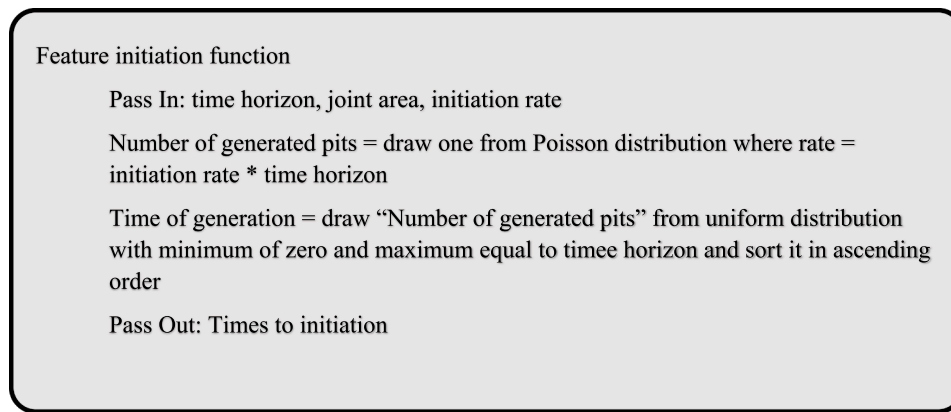 Feature initiation function
Pass In: time horizon, joint area, initiation rate
Number of generated pits = draw one from Poisson distribution where rate =
initiation rate * time horizon
Time of generation = draw “Number of generated pits” from uniform distribution
with minimum of zero and maximum equal to timee horizon and sort it in ascending
order
Pass Out: Times to initiation